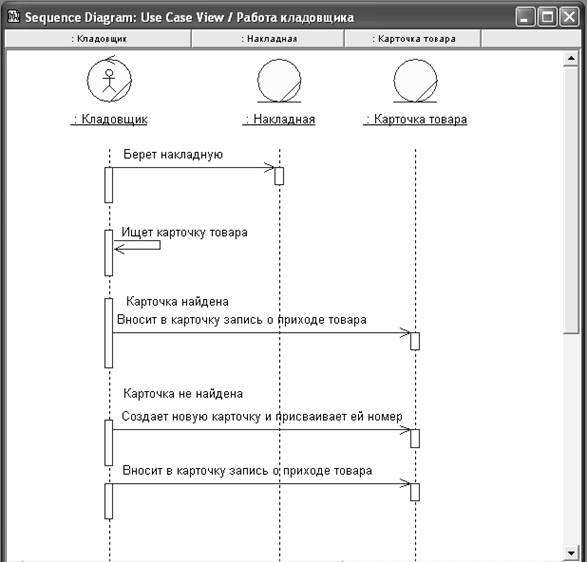 Sequence Diagram: Use Case View / Работа кладовщика
: Кладовщик : Накладная : Карточка товара
: Кладовщик : Накладная : Карточка товара
Берет накладную
Ищет карточку товара
Карточка найдена
Вносит в карточку запись о приходе товара
Карточка не найдена
Создает новую карточку и присваивает ей номер
Вносит в карточку запись о приходе товара